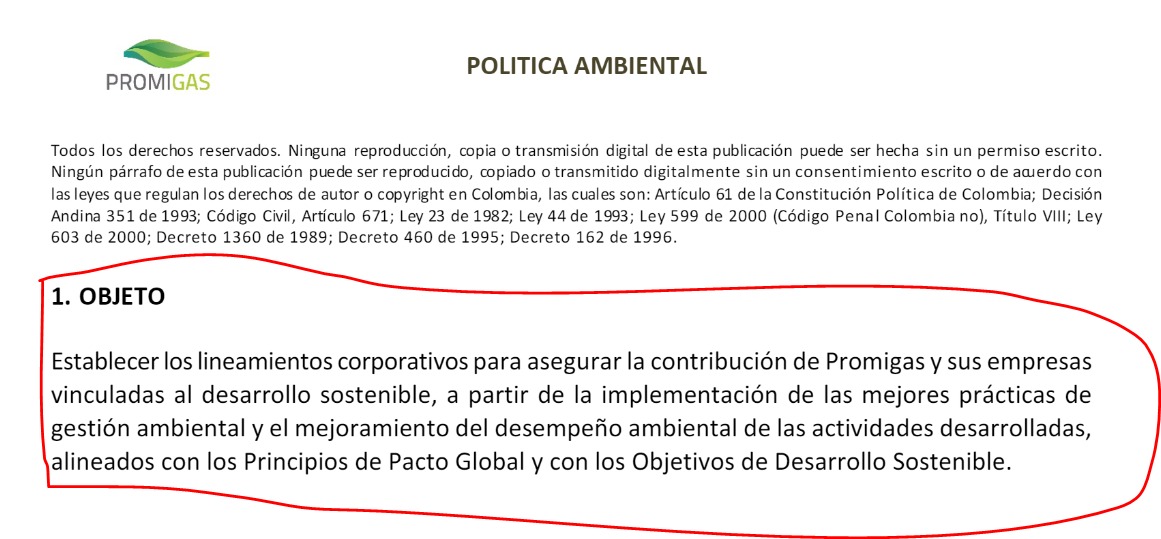 PROMIGAS
POLITICA AMBIENTAL
Todos los derechos reservados. Ninguna reproducción, copia o transmisión digital de esta publicación puede ser hecha sin un permiso escrito.
Ningún párrafo de esta publicación puede ser reproducido, copiado o transmitido digitalmente sin un consentimiento escrito o de acuerdo con
las leyes que regulan los derechos de autor o copyright en Colombia, las cuales son: Artículo 61 de la Constitución Política de Colombia; Decisión
Andina 351 de 1993; Código Civil, Artículo 671; Ley 23 de 1982; Ley 44 de 1993; Ley 599 de 2000 (Código Penal Colombia no), Título VIII; Ley
603 de 2000; Decreto 1360 de 1989; Decreto 460 de 1995; Decreto 162 de 1996.
1. OBJETO
Establecer los lineamientos corporativos para asegurar la contribución de Promigas y sus empresas
vinculadas al desarrollo sostenible, a partir de la implementación de las mejores prácticas de
gestión ambiental y el mejoramiento del desempeño ambiental de las actividades desarrolladas,
alineados con los Principios de Pacto Global y con los Objetivos de Desarrollo Sostenible.